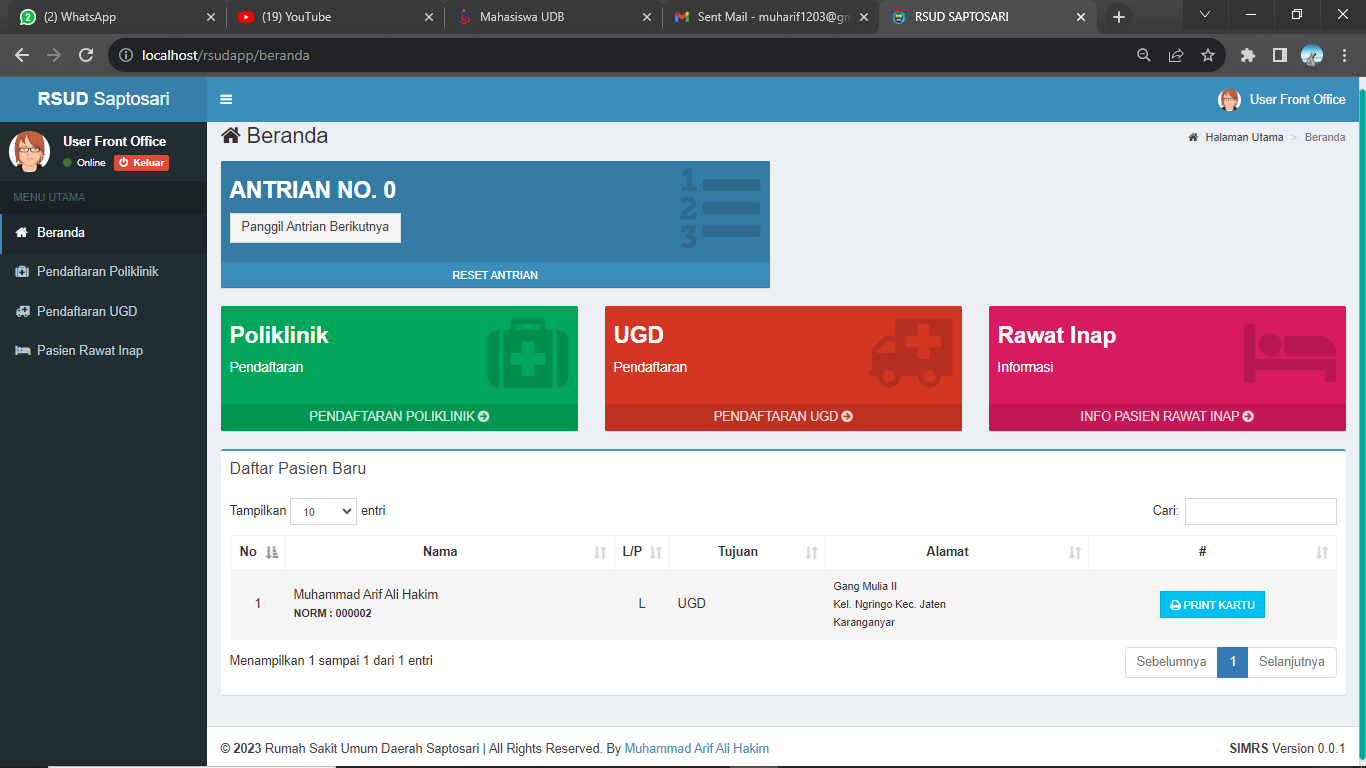 (2) WhatsApp
(19) YouTube
Mahasiswa UDB
Sent Mail - muharif1203@gm
RSUD SAPTOSARI
localhost/rsudapp/beranda
RSUD Saptosari
User Front Office
User Front Office
Online
Keluar
MENU UTAMA
Beranda
Pendaftaran Poliklinik
Pendaftaran UGD
Pasien Rawat Inap
Beranda
Halaman Utama > Beranda
ANTRIAN NO. 0
Panggil Antrian Berikutnya
1
2
3
RESET ANTRIAN
Poliklinik
Pendaftaran
PENDAFTARAN POLIKLINIK
UGD
Pendaftaran
PENDAFTARAN UGD
Rawat Inap
Informasi
INFO PASIEN RAWAT INAP
Daftar Pasien Baru
Tampilkan 10 entri
Cari:
No Nama L/P Tujuan Alamat #
1 Muhammad Arif Ali Hakim L UGD
NORM : 000002
Gang Mulia II
Kel. Ngringo Kec. Jaten
Karanganyar
PRINT KARTU
Menampilkan 1 sampai 1 dari 1 entri
Sebelumnya 1 Selanjutnya
© 2023 Rumah Sakit Umum Daerah Saptosari | All Rights Reserved. By Muhammad Arif Ali Hakim
SIMRS Version 0.0.1